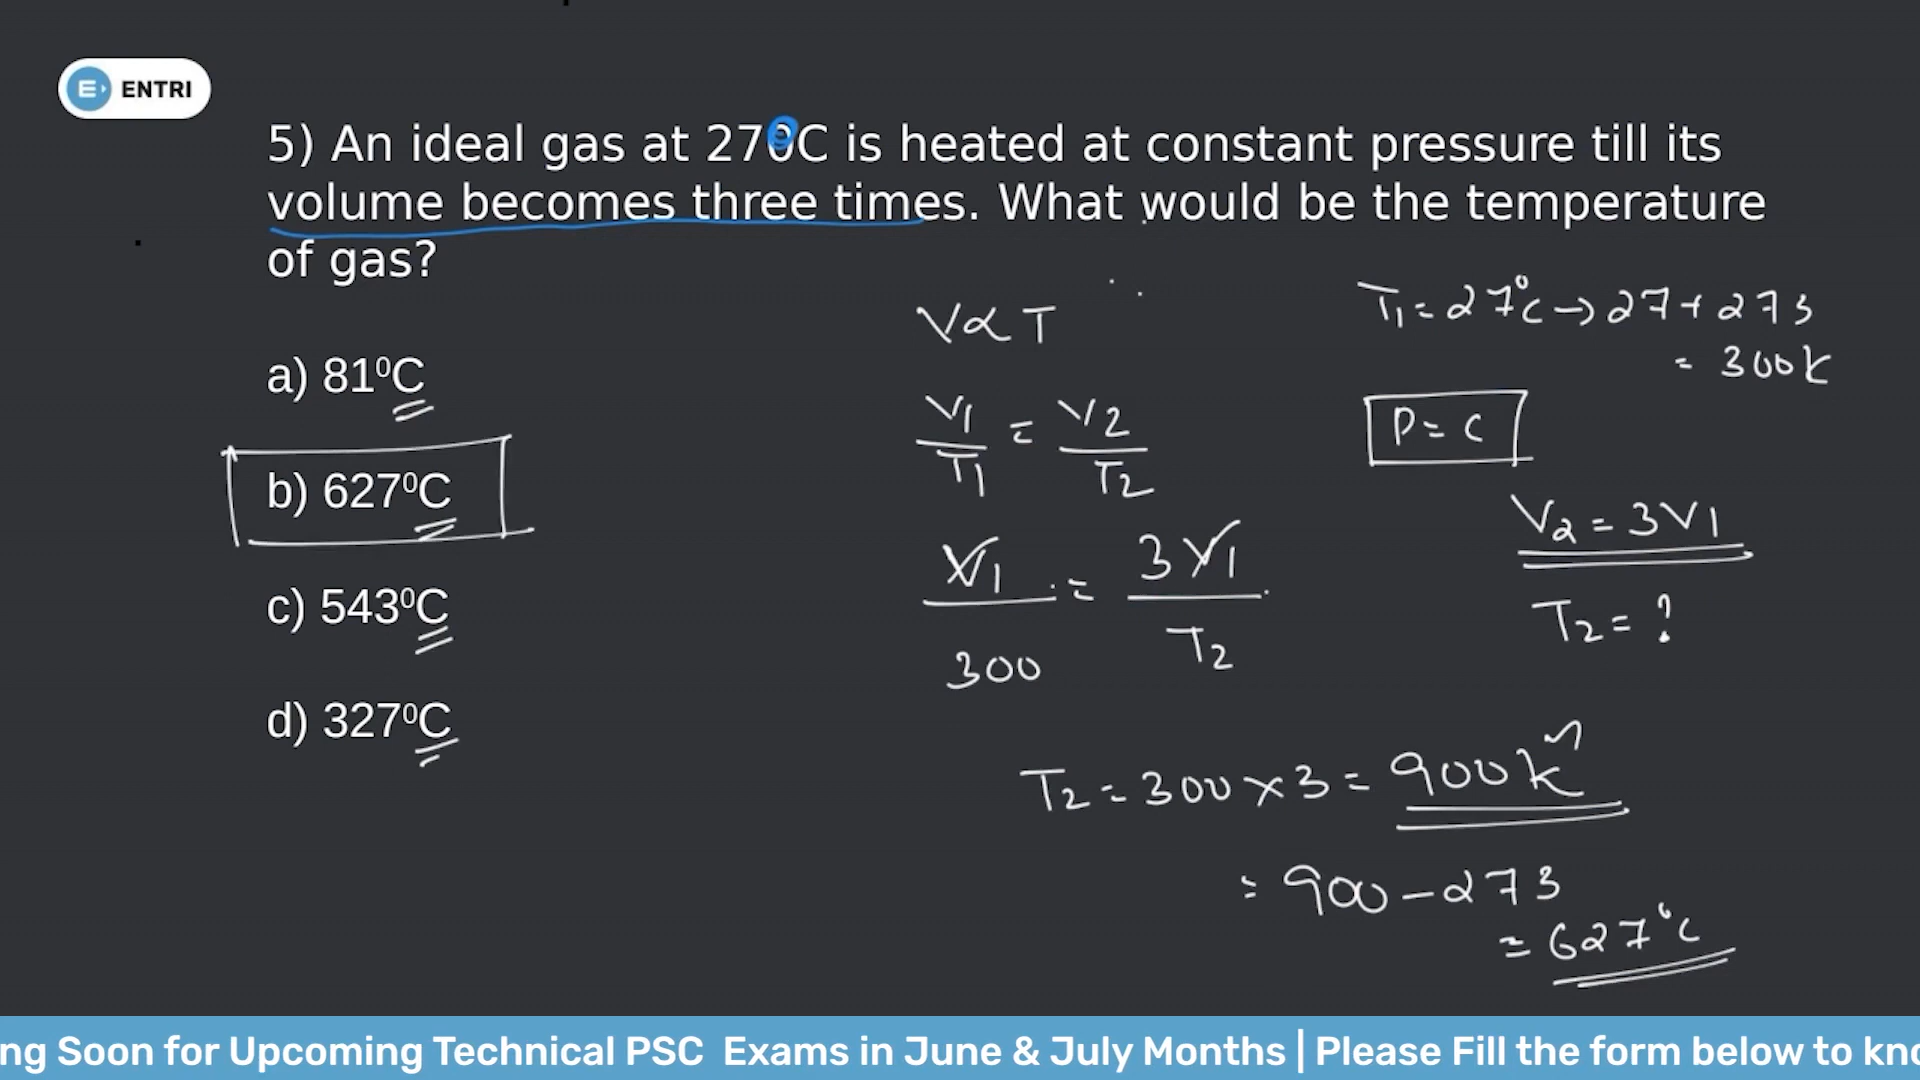 ENTRI
5) An ideal gas at 27⁰C is heated at constant pressure till its
volume becomes three times. What would be the temperature
of gas?
a) 81⁰C
b) 627⁰C
c) 543⁰C
d) 327⁰C
V∝T
V1/T1 = V2/T2
V1/300 = 3V1/T2
T1 = 27°C → 27 + 273
= 300K
P = C
V2 = 3V1
T2 = ?
T2 = 300 × 3 = 900K
= 900 − 273
= 627°C
ng Soon for Upcoming Technical PSC Exams in June & July Months | Please Fill the form below to kno